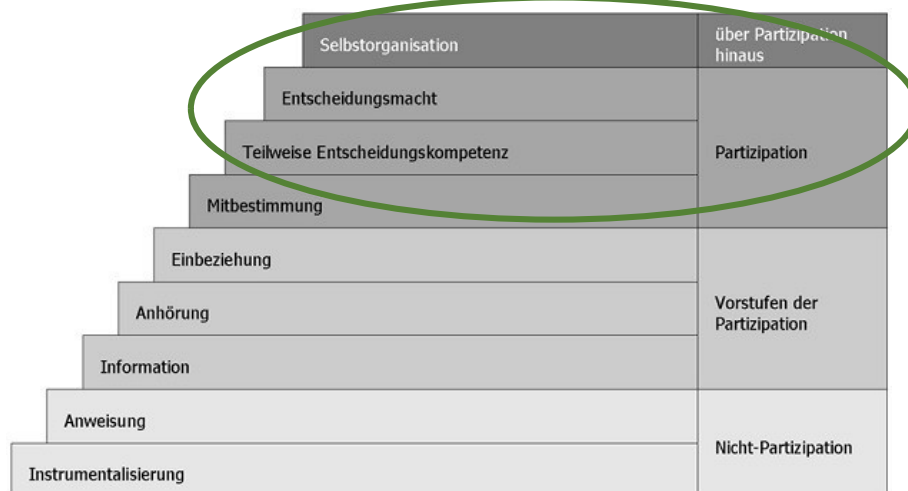 Selbstorganisation
über Partizipation
hinaus
Entscheidungsmacht
Teilweise Entscheidungskompetenz
Partizipation
Mitbestimmung
Einbeziehung
Anhörung
Vorstufen der
Partizipation
Information
Anweisung
Nicht-Partizipation
Instrumentalisierung